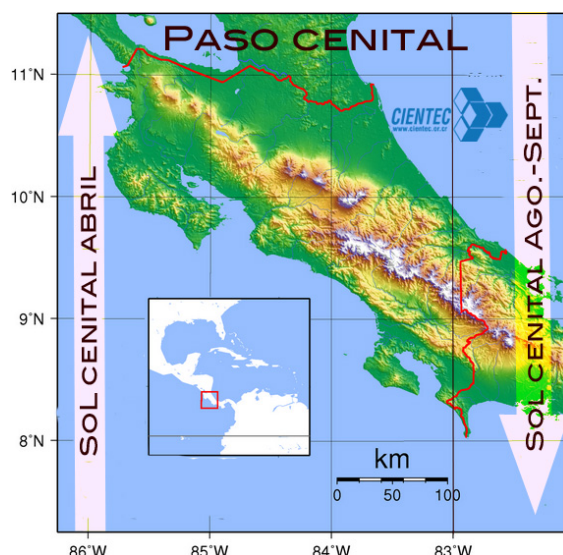 PASO CENITAL
11°N
CIENTEC
www.cientec.or.cr
SOL CENITAL ABRIL
SOL CENITAL AGO.-SEPT.
10°N
9°N
8°N
km
0 50 100
86°W 85°W 84°W 83°W